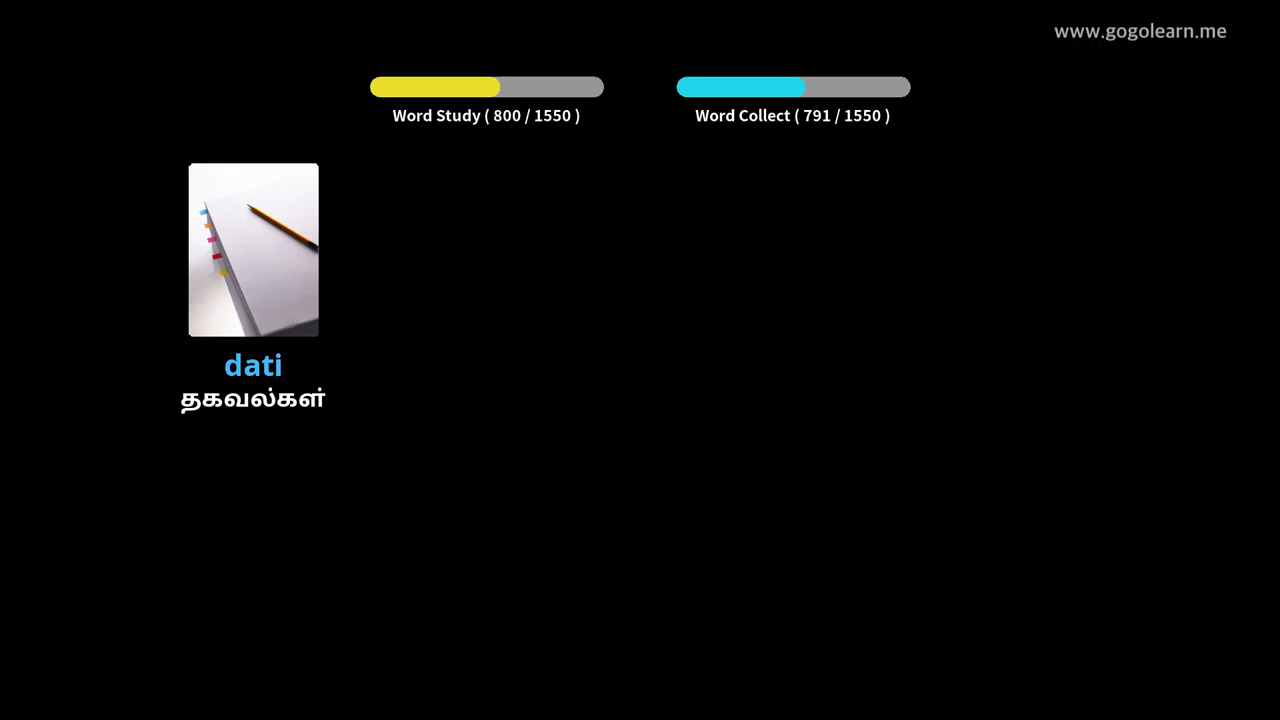 www.gogolearn.me
Word Study ( 800 / 1550 )
Word Collect ( 791 / 1550 )
dati
தகவல்கள்